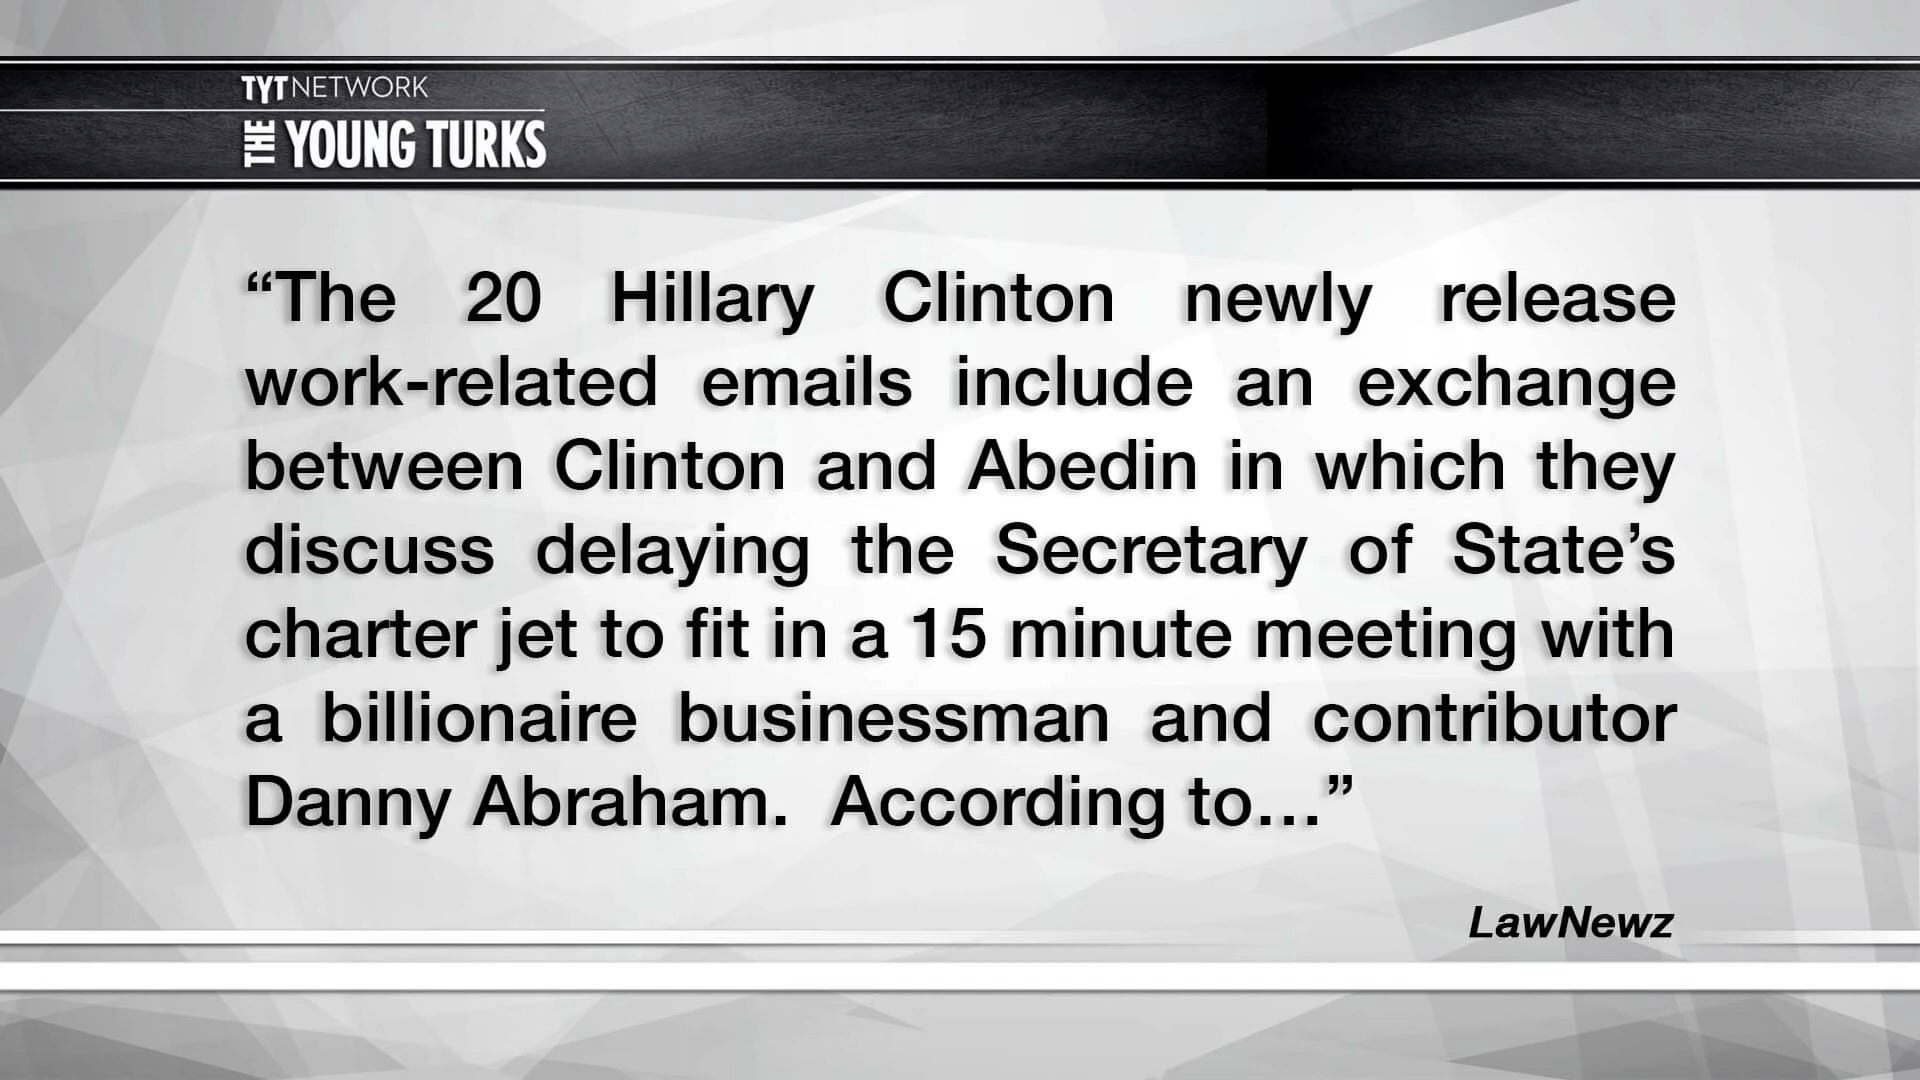 TYT NETWORK
THE YOUNG TURKS
“The 20 Hillary Clinton newly release
work-related emails include an exchange
between Clinton and Abedin in which they
discuss delaying the Secretary of State’s
charter jet to fit in a 15 minute meeting with
a billionaire businessman and contributor
Danny Abraham.  According to...”
LawNewz